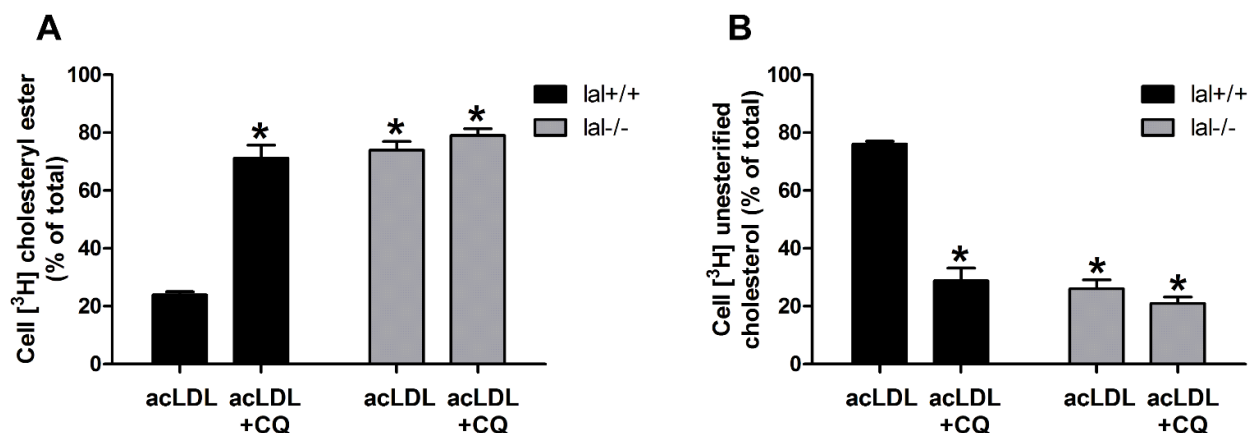 A
Cell [³H] cholesteryl ester
(% of total)
100
80
60
40
20
0
*
*
*
lal+/+
lal-/-
acLDL
acLDL
+CQ
acLDL
acLDL
+CQ
B
Cell [³H] unesterified
cholesterol (% of total)
100
80
60
40
20
0
*
*
*
lal+/+
lal-/-
acLDL
acLDL
+CQ
acLDL
acLDL
+CQ